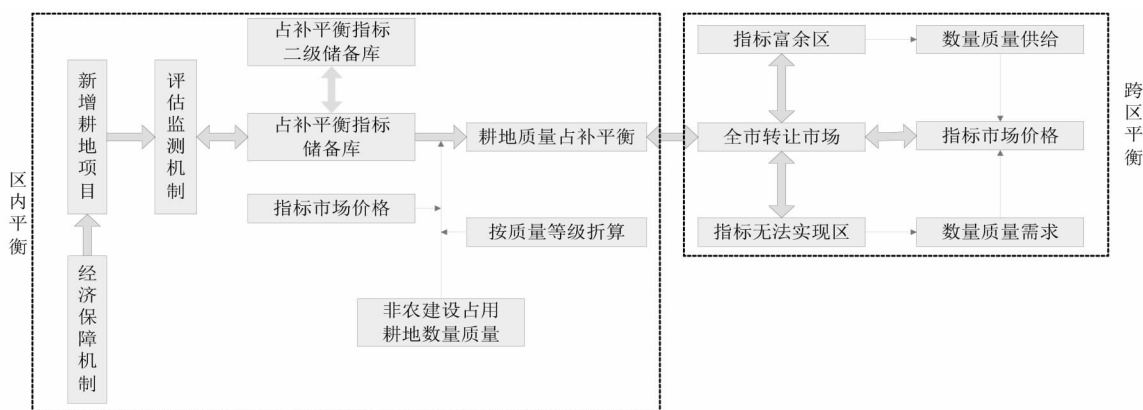 区内平衡
新增耕地项目
经济保障机制
评估监测机制
占补平衡指标
二级储备库
占补平衡指标
储备库
指标市场价格
耕地质量占补平衡
按质量等级折算
非农建设占用
耕地数量质量
指标富余区
数量质量供给
全市转让市场
指标市场价格
指标无法实现区
数量质量需求
跨区平衡